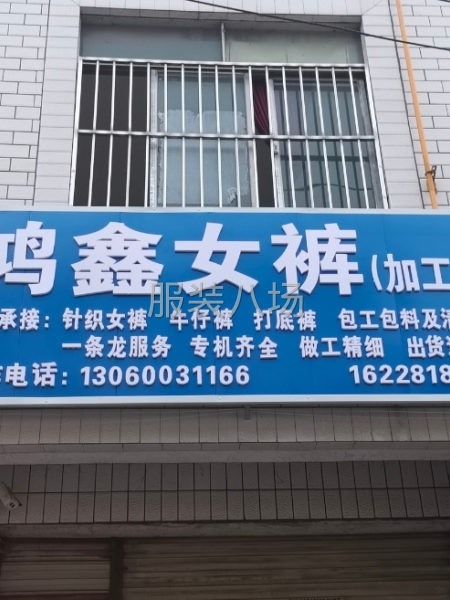 鸿鑫女裤(加工
承接: 针织女裤 牛仔裤 打底裤 包工包料及清
一条龙服务 专机齐全 做工精细 出货
电话: 13060031166 1622818
服装八场